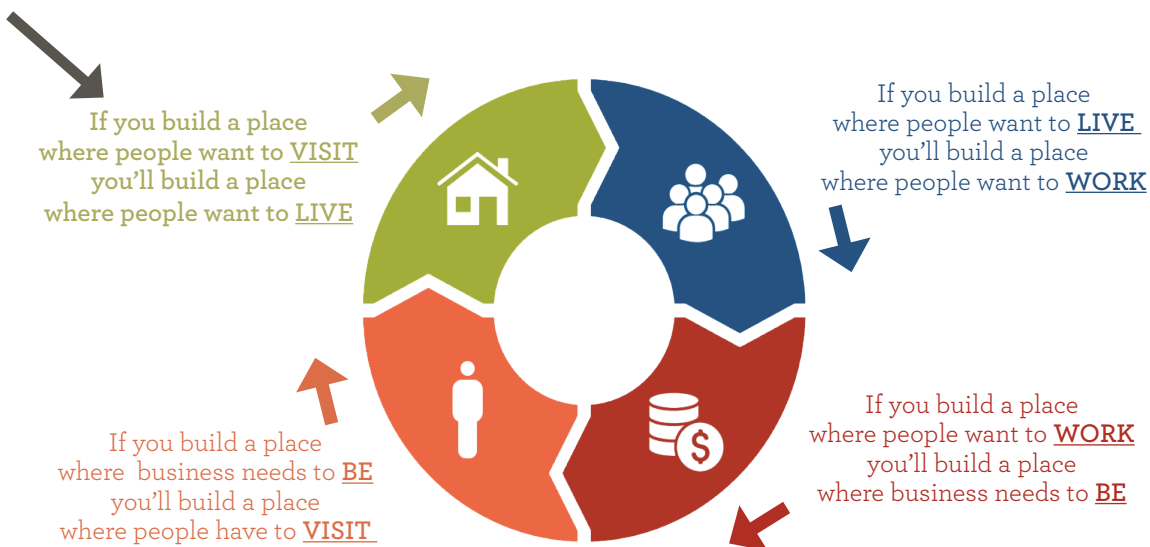 If you build a place
where people want to VISIT
you'll build a place
where people want to LIVE
If you build a place
where people want to LIVE
you'll build a place
where people want to WORK
If you build a place
where people want to WORK
you'll build a place
where business needs to BE
If you build a place
where business needs to BE
you'll build a place
where people have to VISIT
$